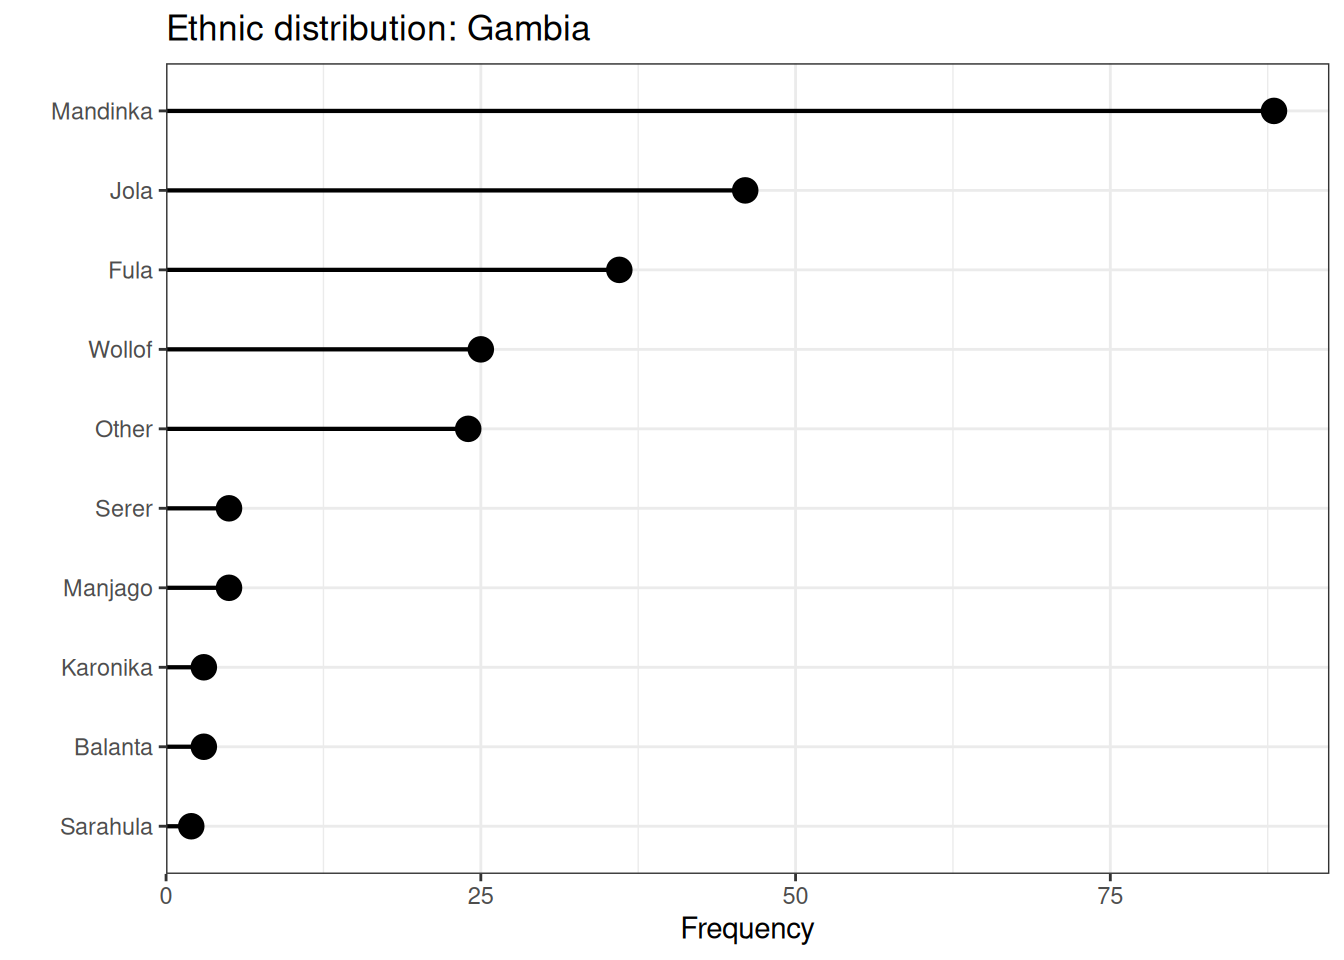 Ethnic distribution: Gambia
Mandinka
Jola
Fula
Wollof
Other
Serer
Manjago
Karonika
Balanta
Sarahula
0 25 50 75
Frequency